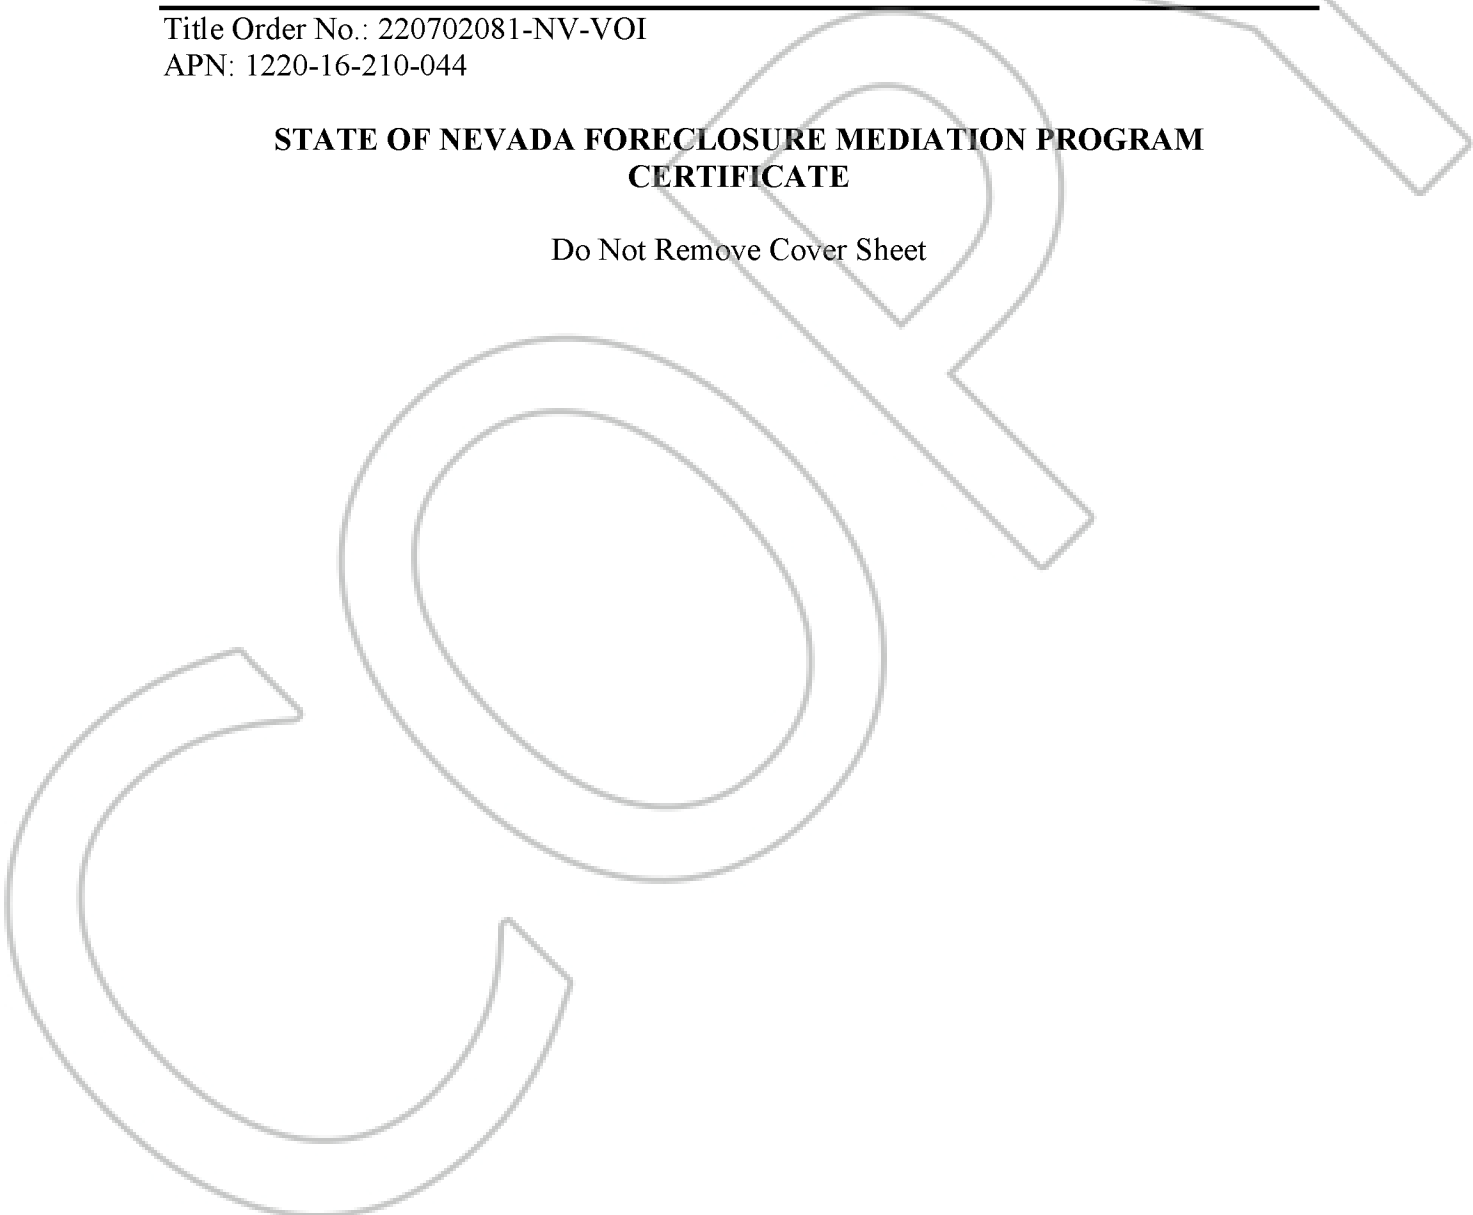 Title Order No.: 220702081-NV-VOI
APN: 1220-16-210-044
STATE OF NEVADA FORECLOSURE MEDIATION PROGRAM
CERTIFICATE
Do Not Remove Cover Sheet
COPY